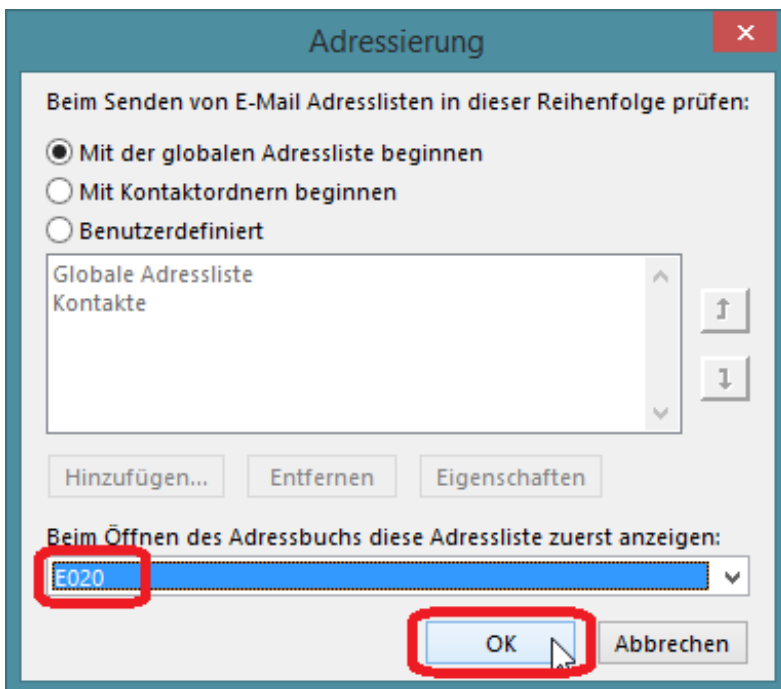 Adressierung
Beim Senden von E-Mail Adresslisten in dieser Reihenfolge prüfen:
Mit der globalen Adressliste beginnen
Mit Kontaktordnern beginnen
Benutzerdefiniert
Globale Adressliste
Kontakte
Hinzufügen... Entfernen Eigenschaften
Beim Öffnen des Adressbuchs diese Adressliste zuerst anzeigen:
E020
OK Abbrechen